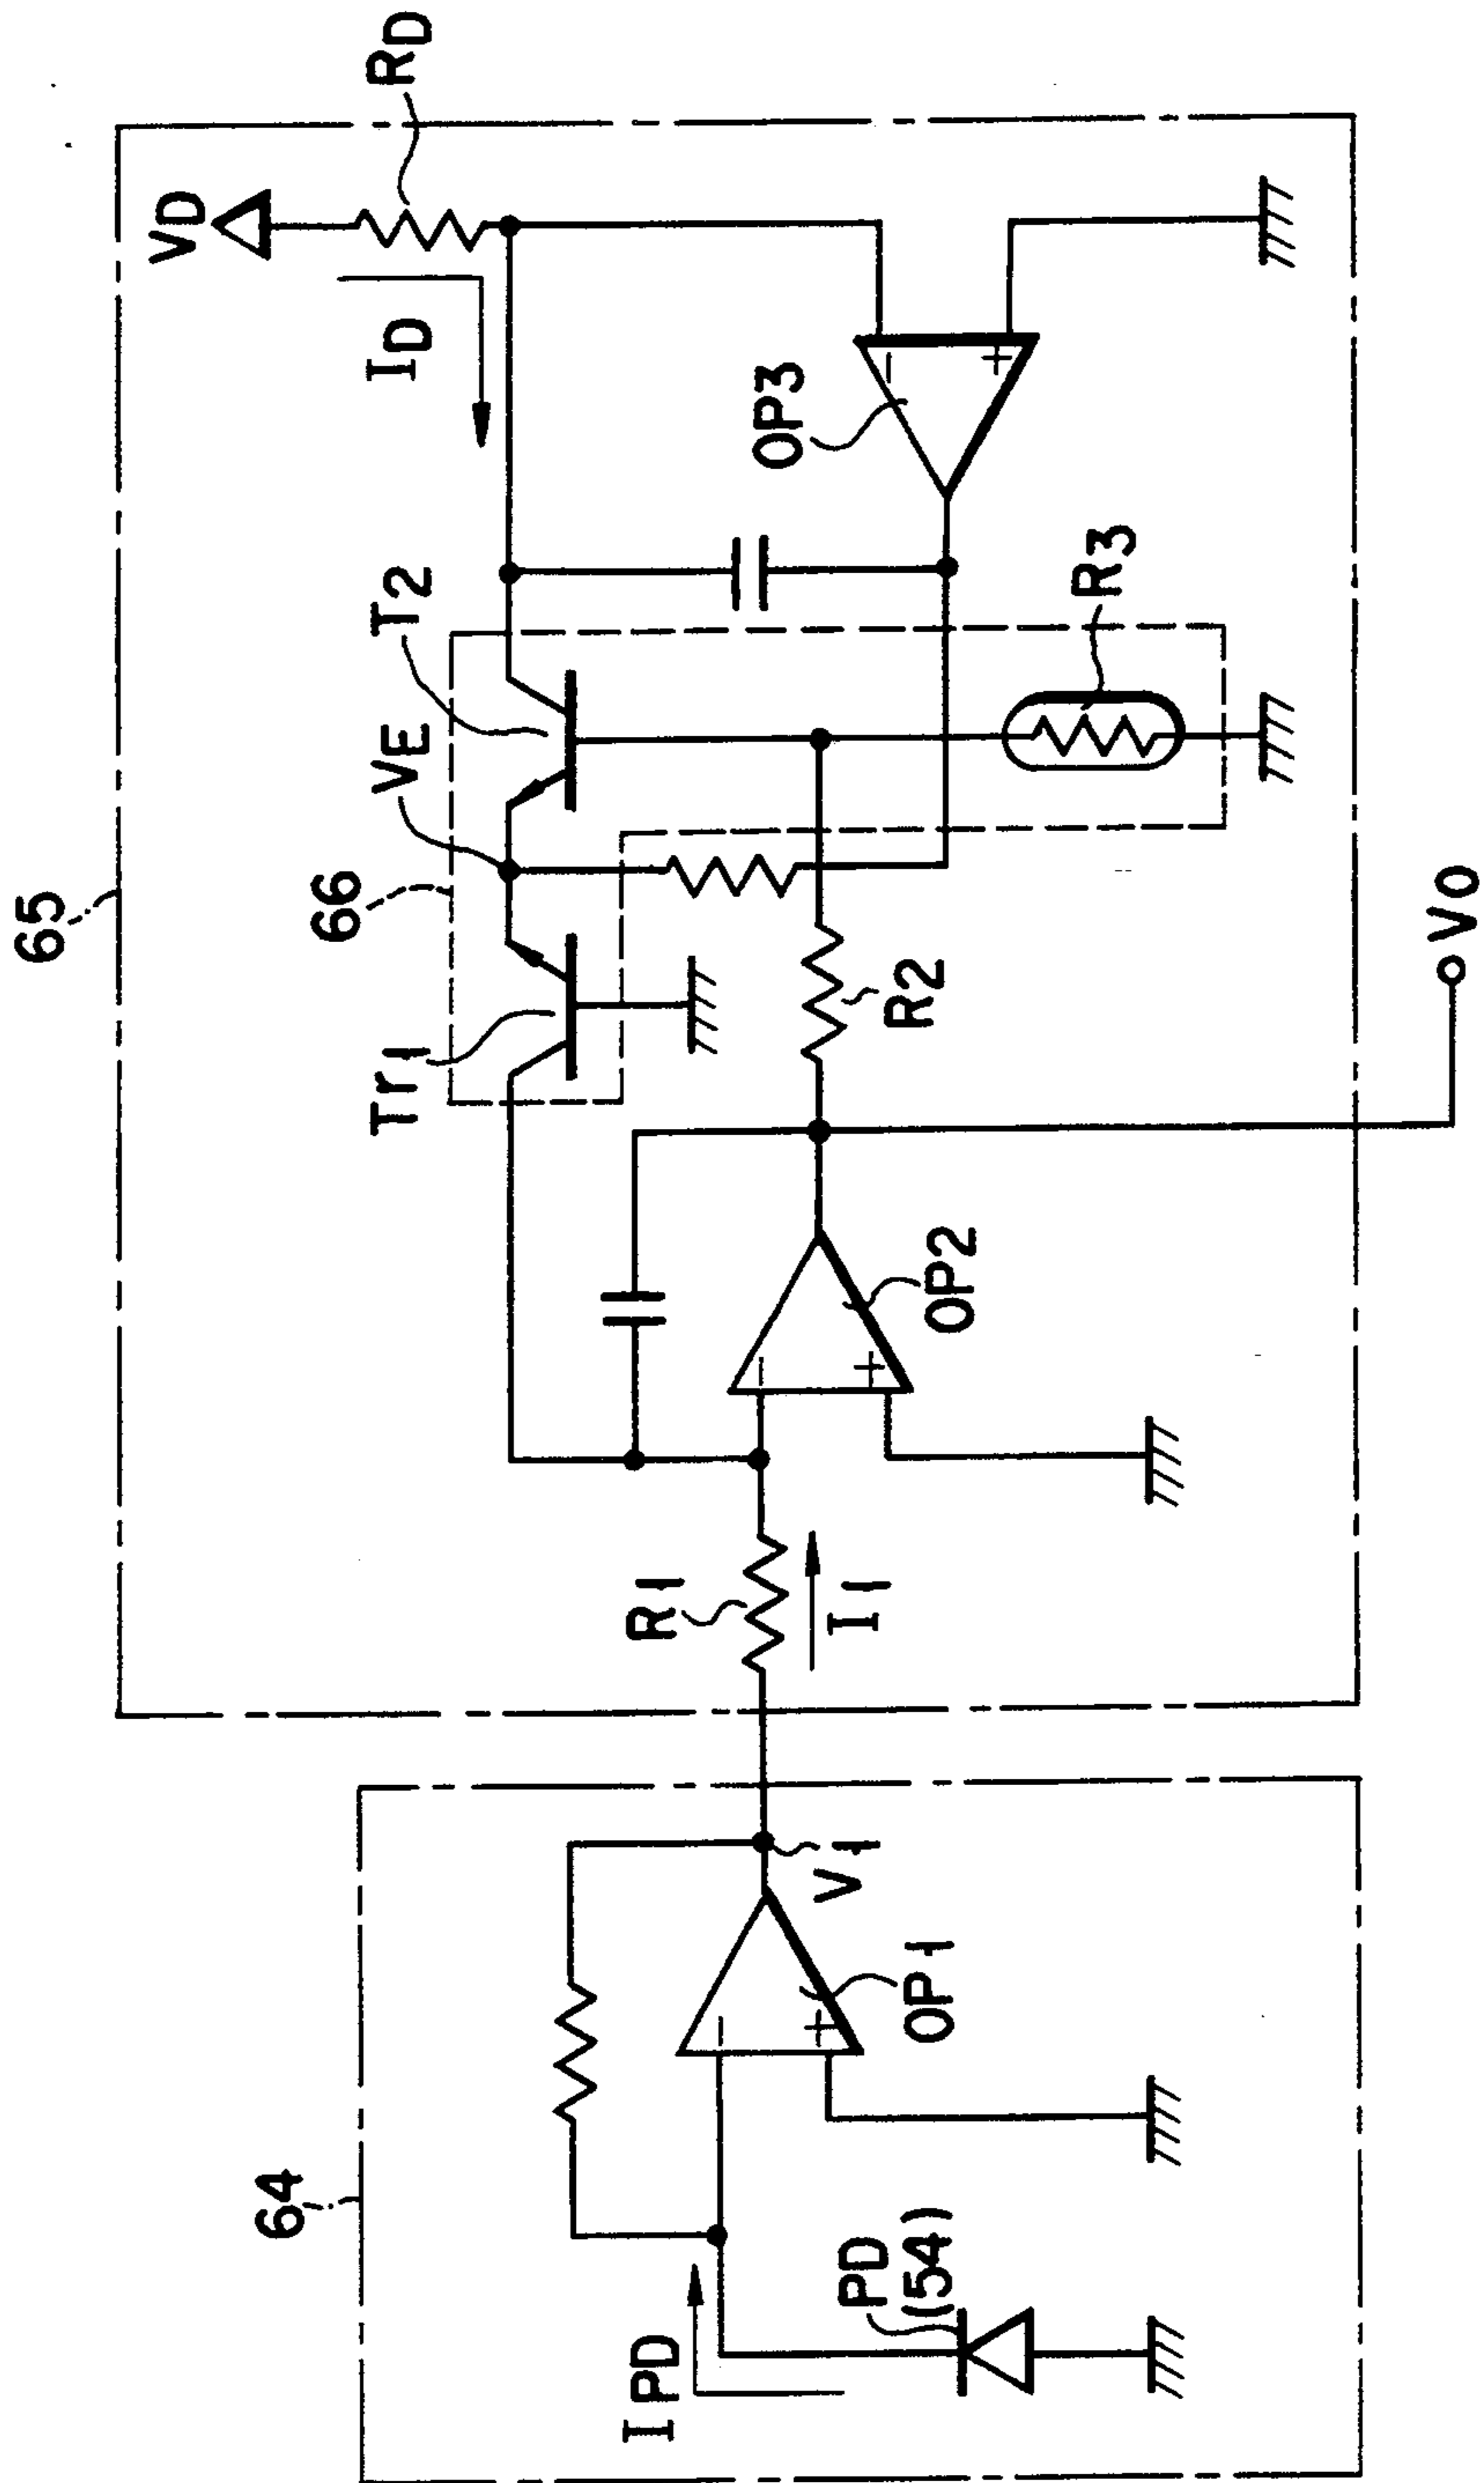 65
VD
RD
ID
66
VE
T2
Tr1
OP3
R3
R2
VO
OP2
R1
I1
64
V1
OP1
IPD
PD
(54)
−
+
−
+
−
+